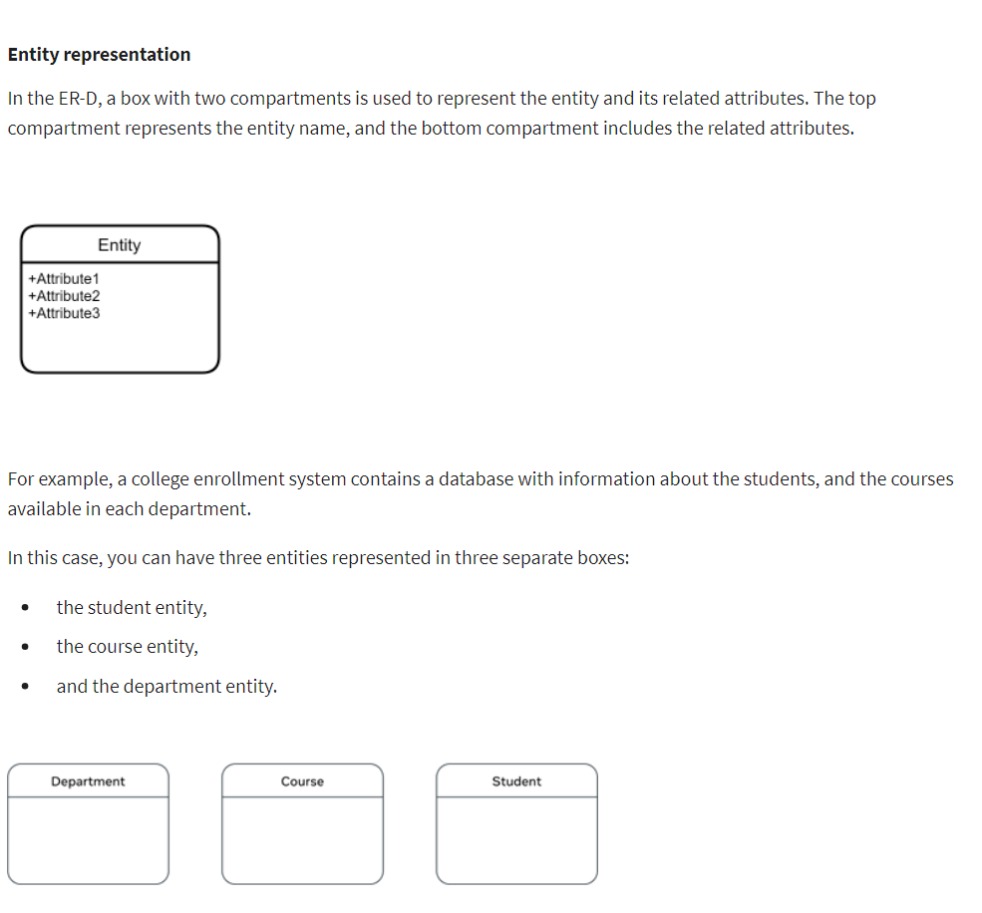 Entity representation
In the ER-D, a box with two compartments is used to represent the entity and its related attributes. The top
compartment represents the entity name, and the bottom compartment includes the related attributes.
Entity
+Attribute1
+Attribute2
+Attribute3
For example, a college enrollment system contains a database with information about the students, and the courses
available in each department.
In this case, you can have three entities represented in three separate boxes:
• the student entity,
• the course entity,
• and the department entity.
Department
Course
Student